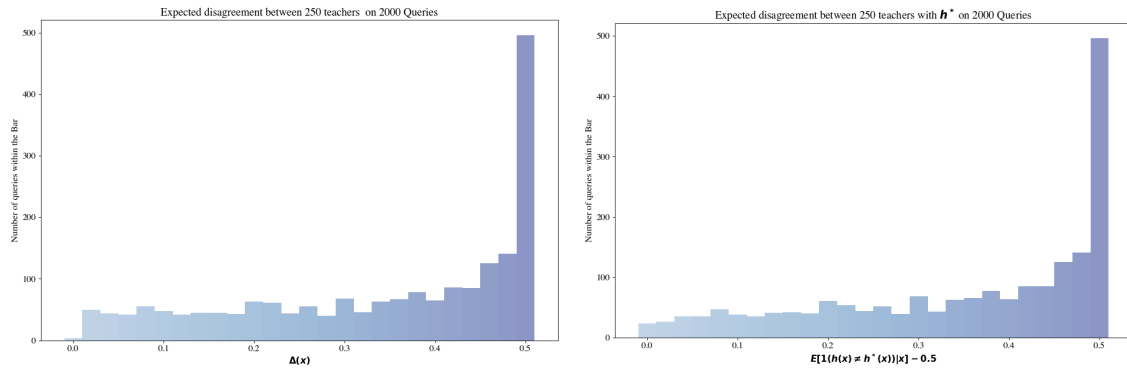 Expected disagreement between 250 teachers on 2000 Queries
Number of queries within the Bar
500
400
300
200
100
0
0.0 0.1 0.2 0.3 0.4 0.5
Δ(x)
Expected disagreement between 250 teachers with h* on 2000 Queries
Number of queries within the Bar
500
400
300
200
100
0
0.0 0.1 0.2 0.3 0.4 0.5
E[1(h(x) ≠ h*(x))|x] − 0.5